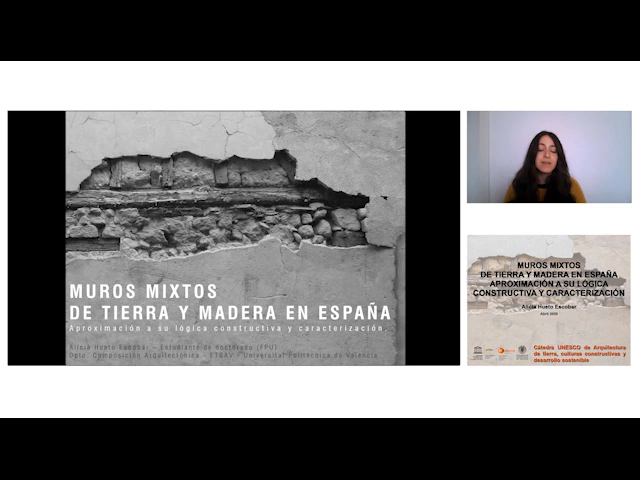 MUROS MIXTOS
DE TIERRA Y MADERA EN ESPAÑA
Aproximación a su lógica constructiva y caracterización
Alicia Hueto Escobar – Estudiante de doctorado (FPU)
Dpto. Composición Arquitectónica – ETSAV – Universitat Politècnica de València
MUROS MIXTOS
DE TIERRA Y MADERA EN ESPAÑA
APROXIMACIÓN A SU LÓGICA
CONSTRUCTIVA Y CARACTERIZACIÓN
Alicia Hueto Escobar
Cátedra UNESCO de Arquitectura
de tierra, culturas constructivas y
desarrollo sostenible